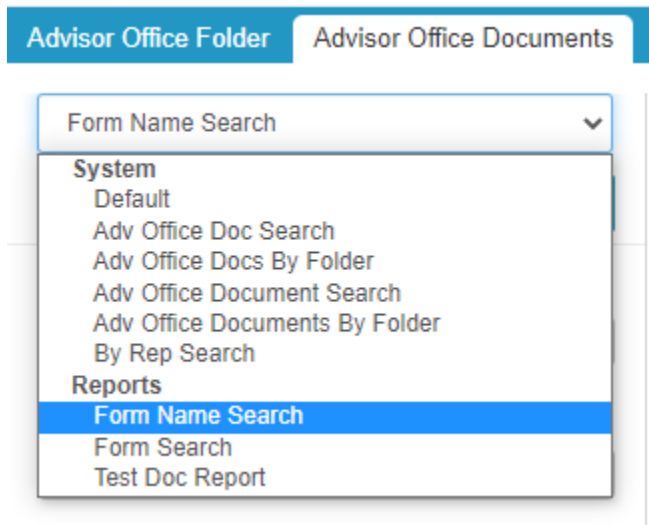 Advisor Office Folder Advisor Office Documents
Form Name Search
System
Default
Adv Office Doc Search
Adv Office Docs By Folder
Adv Office Document Search
Adv Office Documents By Folder
By Rep Search
Reports
Form Name Search
Form Search
Test Doc Report